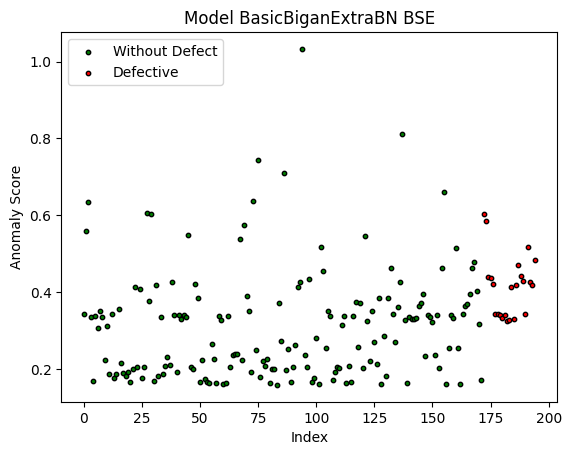 Model BasicBiganExtraBN BSE
Without Defect
Defective
Anomaly Score
1.0
0.8
0.6
0.4
0.2
0 25 50 75 100 125 150 175 200
Index